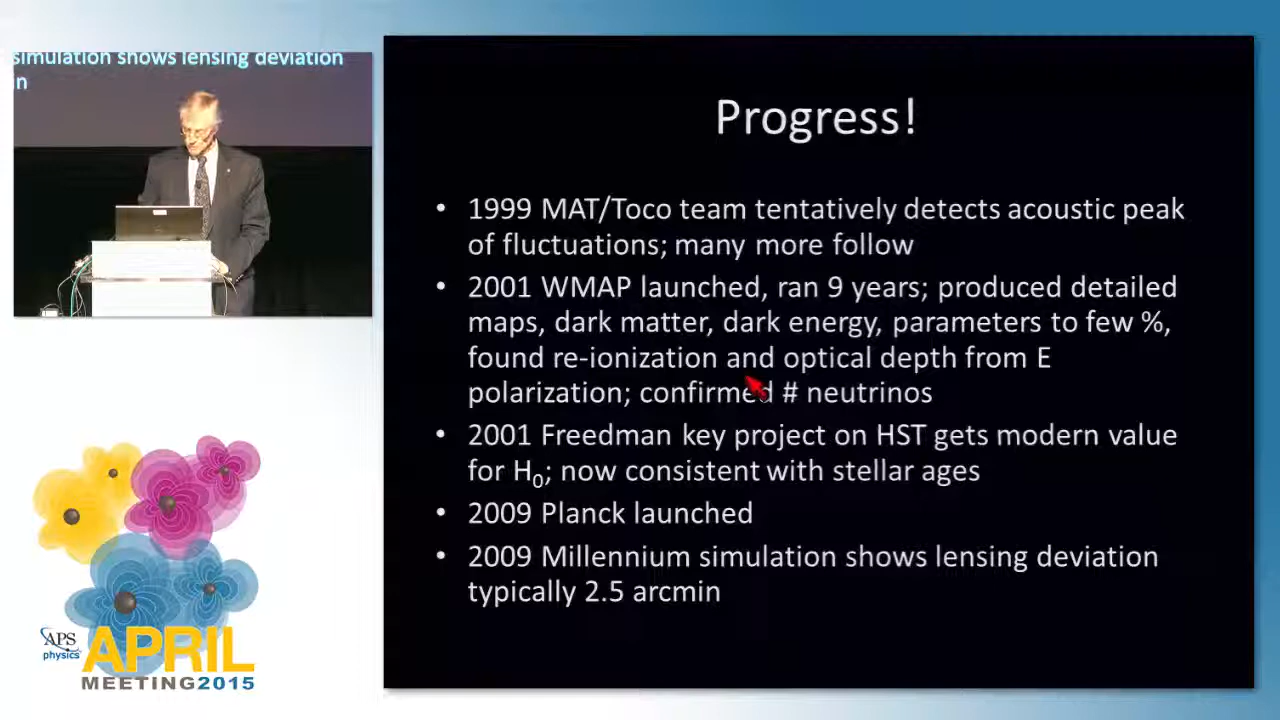 simulation shows lensing deviation
in
Progress!
• 1999 MAT/Toco team tentatively detects acoustic peak
of fluctuations; many more follow
• 2001 WMAP launched, ran 9 years; produced detailed
maps, dark matter, dark energy, parameters to few %,
found re-ionization and optical depth from E
polarization; confirmed # neutrinos
• 2001 Freedman key project on HST gets modern value
for H₀; now consistent with stellar ages
• 2009 Planck launched
• 2009 Millennium simulation shows lensing deviation
typically 2.5 arcmin
APS
physics
APRIL
MEETING2015